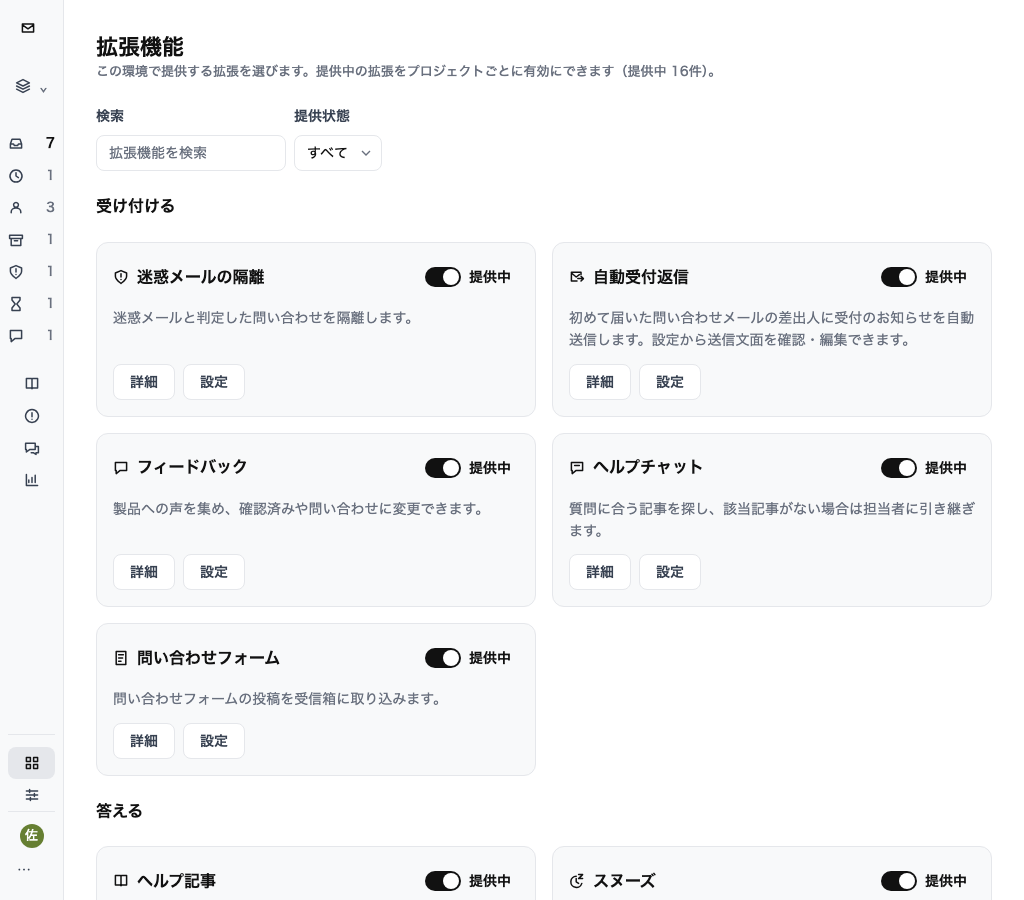 拡張機能
この環境で提供する拡張を選びます。提供中の拡張をプロジェクトごとに有効にできます（提供中 16件）。
検索
提供状態
拡張機能を検索
すべて
7
1
3
1
1
1
1
受け付ける
迷惑メールの隔離
提供中
迷惑メールと判定した問い合わせを隔離します。
詳細
設定
自動受付返信
提供中
初めて届いた問い合わせメールの差出人に受付のお知らせを自動
送信します。設定から送信文面を確認・編集できます。
詳細
設定
フィードバック
提供中
製品への声を集め、確認済みや問い合わせに変更できます。
詳細
設定
ヘルプチャット
提供中
質問に合う記事を探し、該当記事がない場合は担当者に引き継ぎ
ます。
詳細
設定
問い合わせフォーム
提供中
問い合わせフォームの投稿を受信箱に取り込みます。
詳細
設定
答える
ヘルプ記事
提供中
スヌーズ
提供中
佐